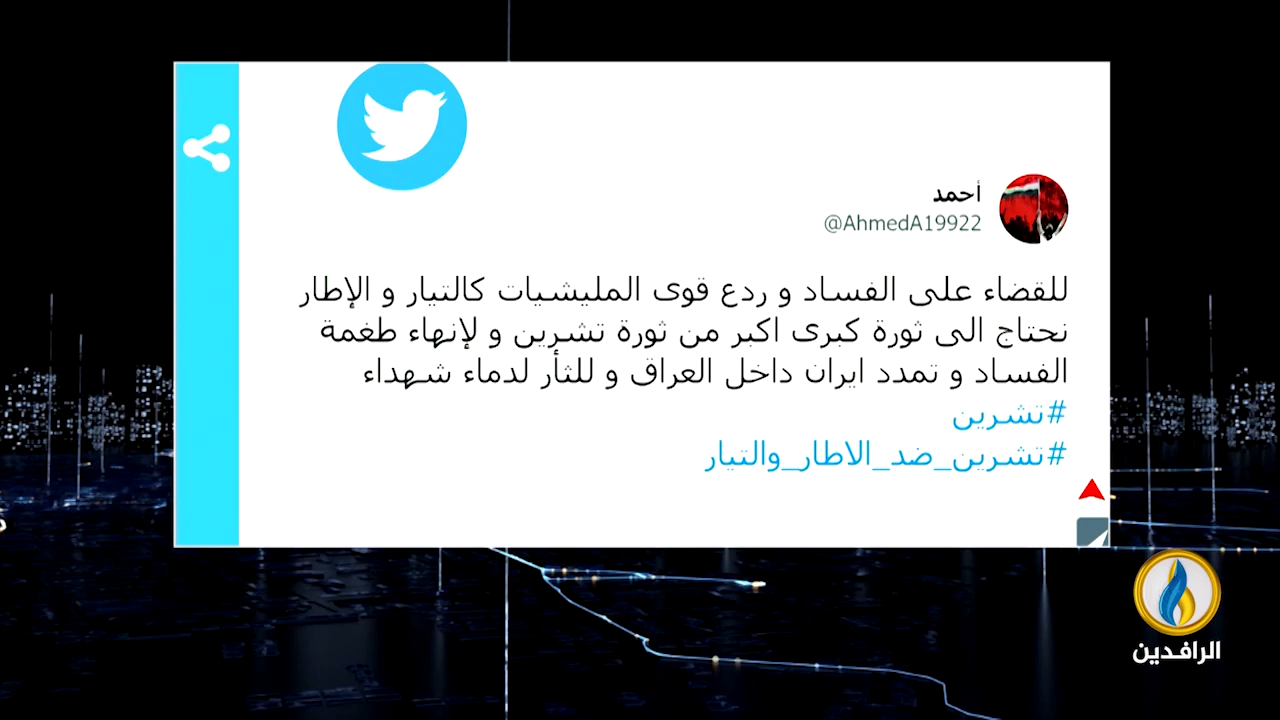 أحمد
@AhmedA19922
للقضاء على الفساد و ردع قوى المليشيات كالتيار و الإطار
نحتاج الى ثورة كبرى اكبر من ثورة تشرين و لإنهاء طغمة
الفساد و تمدد ايران داخل العراق و للثأر لدماء شهداء
#تشرين
#تشرين_ضد_الاطار_والتيار
الرافدين